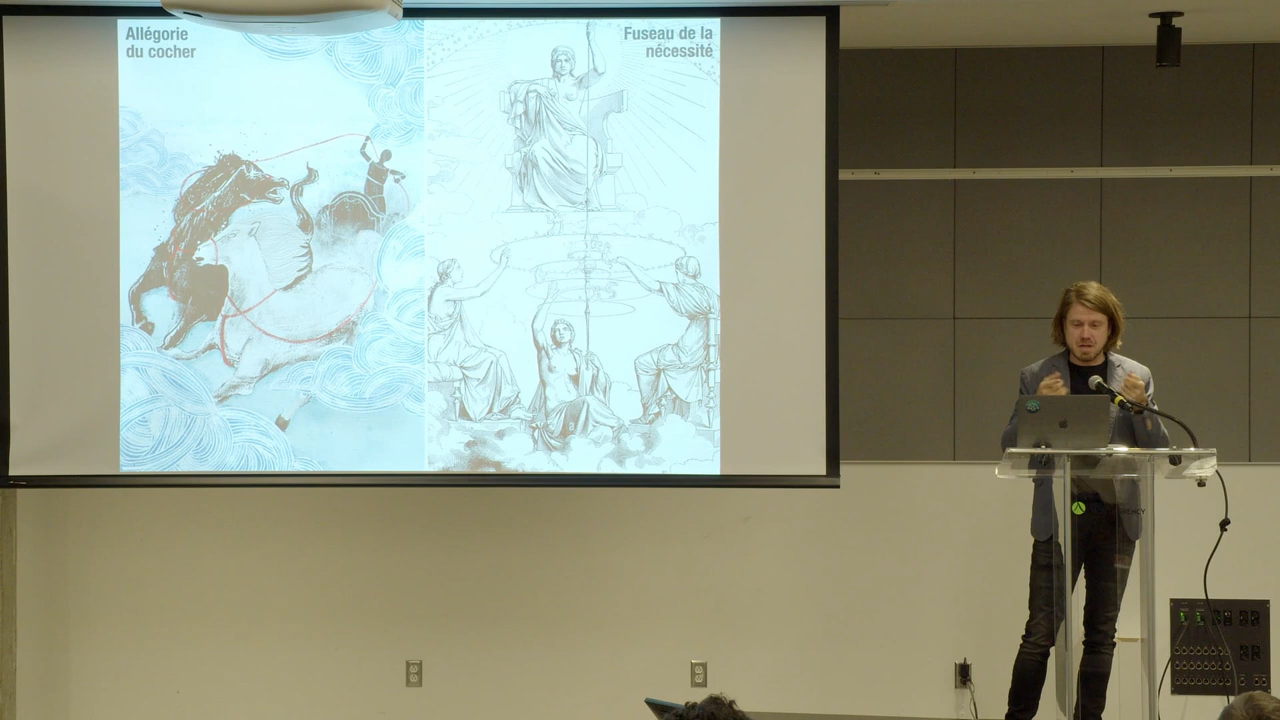 Allégorie
du cocher
Fuseau de la
nécessité